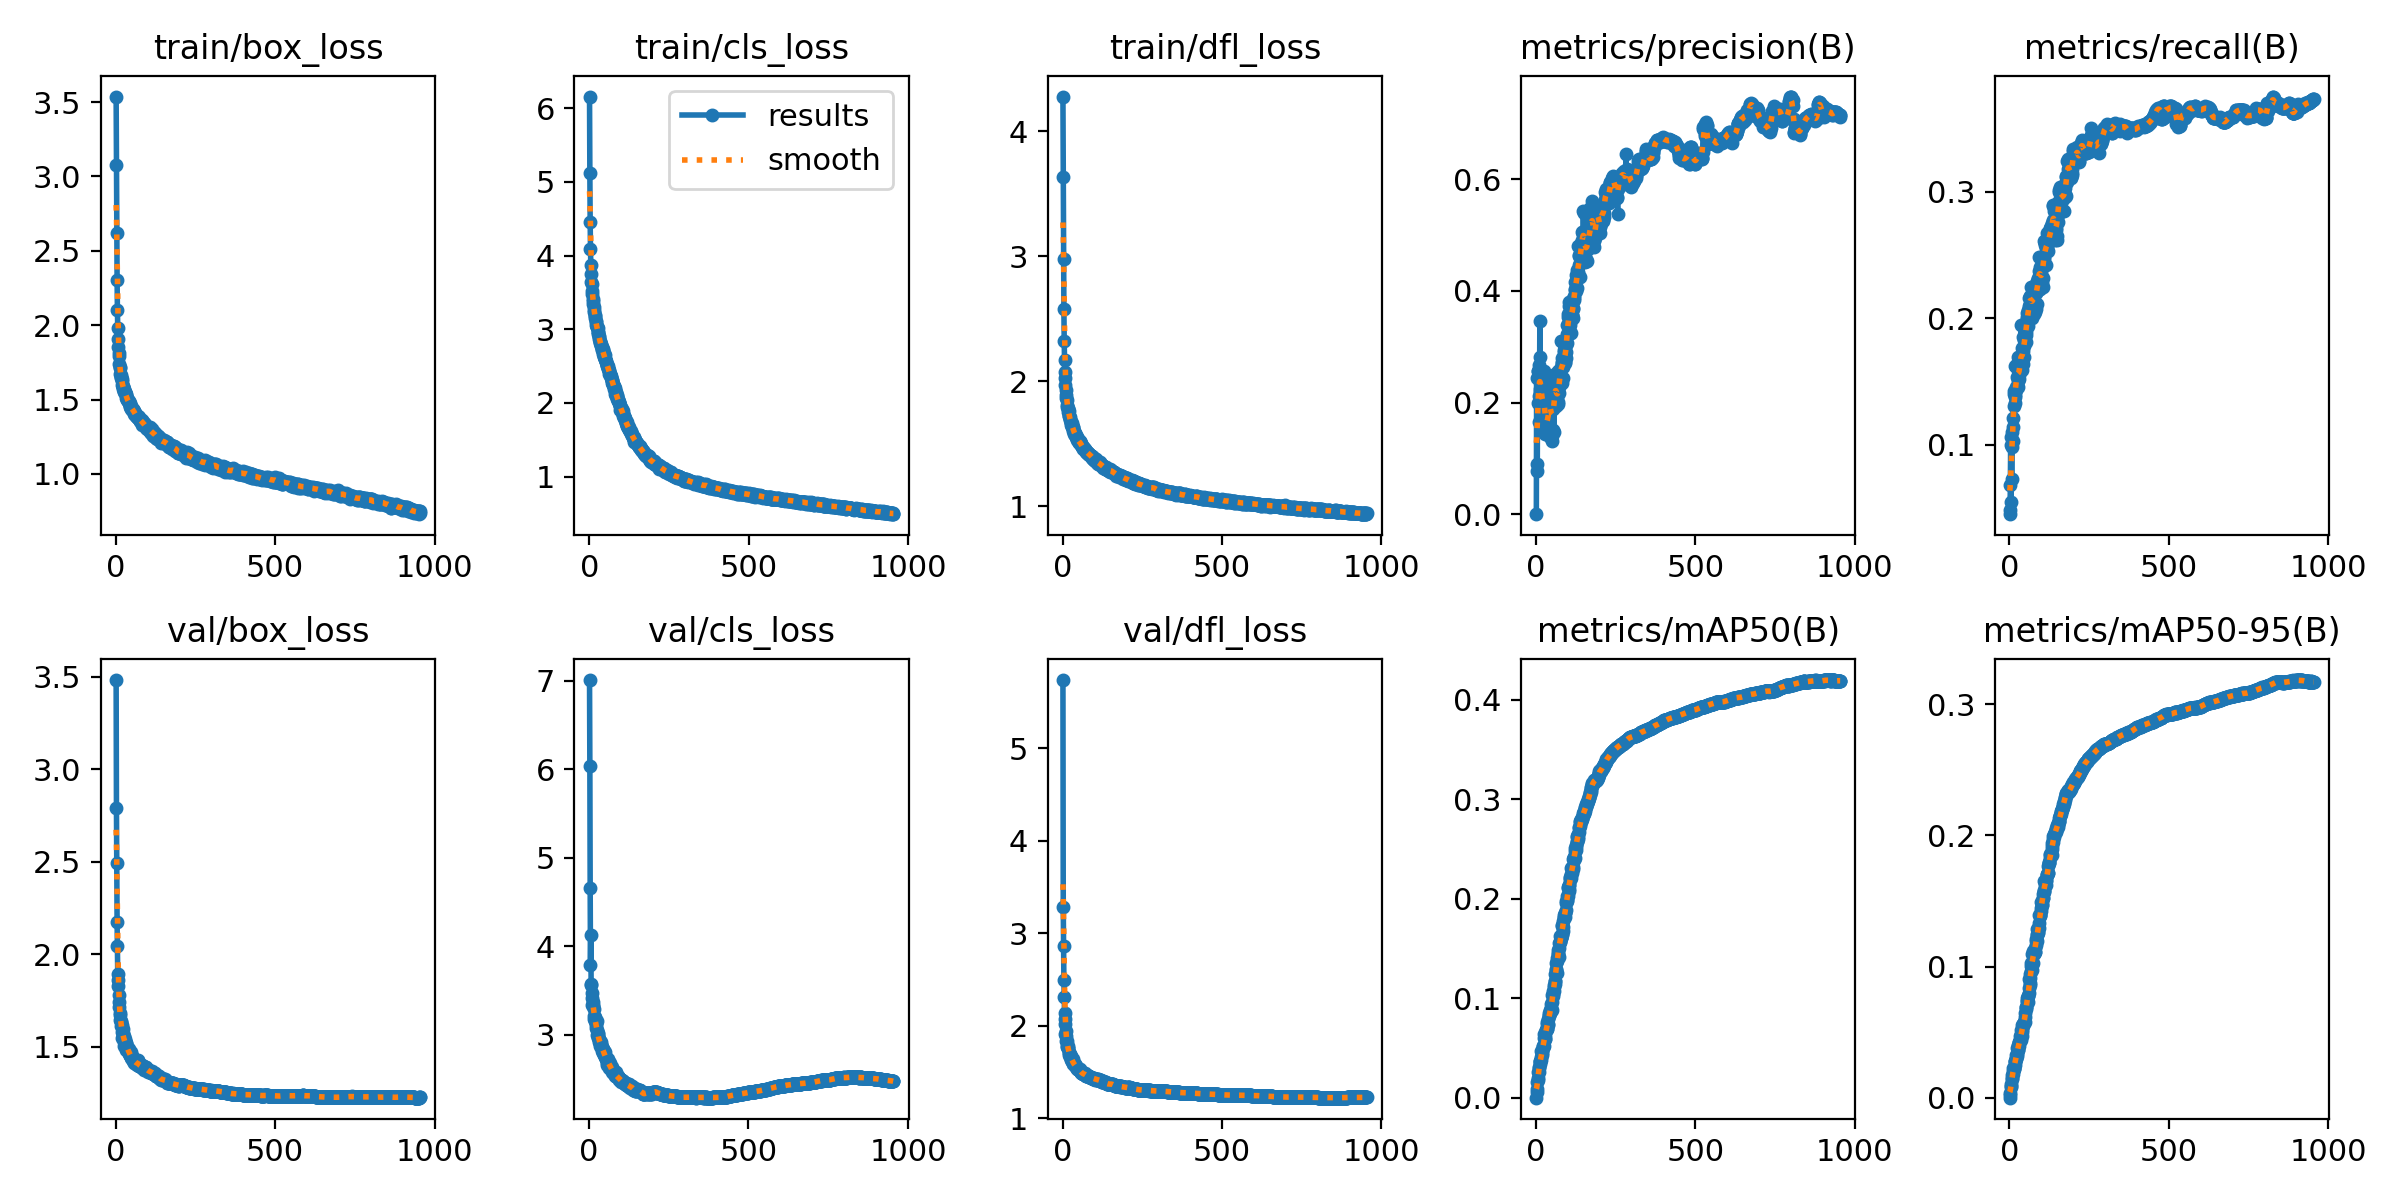 train/box_loss
3.5
3.0
2.5
2.0
1.5
1.0
0 500 1000
train/cls_loss
results
smooth
6
5
4
3
2
1
0 500 1000
train/dfl_loss
4
3
2
1
0 500 1000
metrics/precision(B)
0.6
0.4
0.2
0.0
0 500 1000
metrics/recall(B)
0.3
0.2
0.1
0 500 1000
val/box_loss
3.5
3.0
2.5
2.0
1.5
0 500 1000
val/cls_loss
7
6
5
4
3
0 500 1000
val/dfl_loss
5
4
3
2
1
0 500 1000
metrics/mAP50(B)
0.4
0.3
0.2
0.1
0.0
0 500 1000
metrics/mAP50-95(B)
0.3
0.2
0.1
0.0
0 500 1000